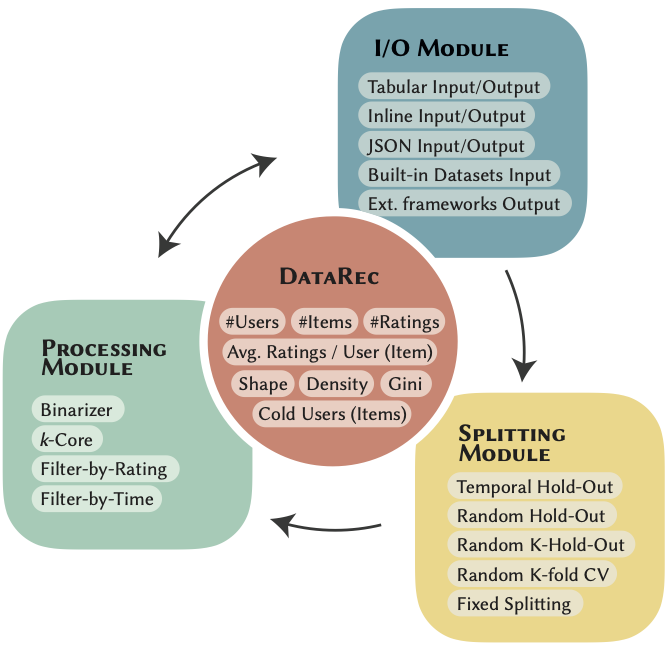 I/O Module
Tabular Input/Output
Inline Input/Output
JSON Input/Output
Built-in Datasets Input
Ext. frameworks Output
DataRec
#Users #Items #Ratings
Avg. Ratings / User (Item)
Shape Density Gini
Cold Users (Items)
Processing
Module
Binarizer
k-Core
Filter-by-Rating
Filter-by-Time
Splitting
Module
Temporal Hold-Out
Random Hold-Out
Random K-Hold-Out
Random K-fold CV
Fixed Splitting